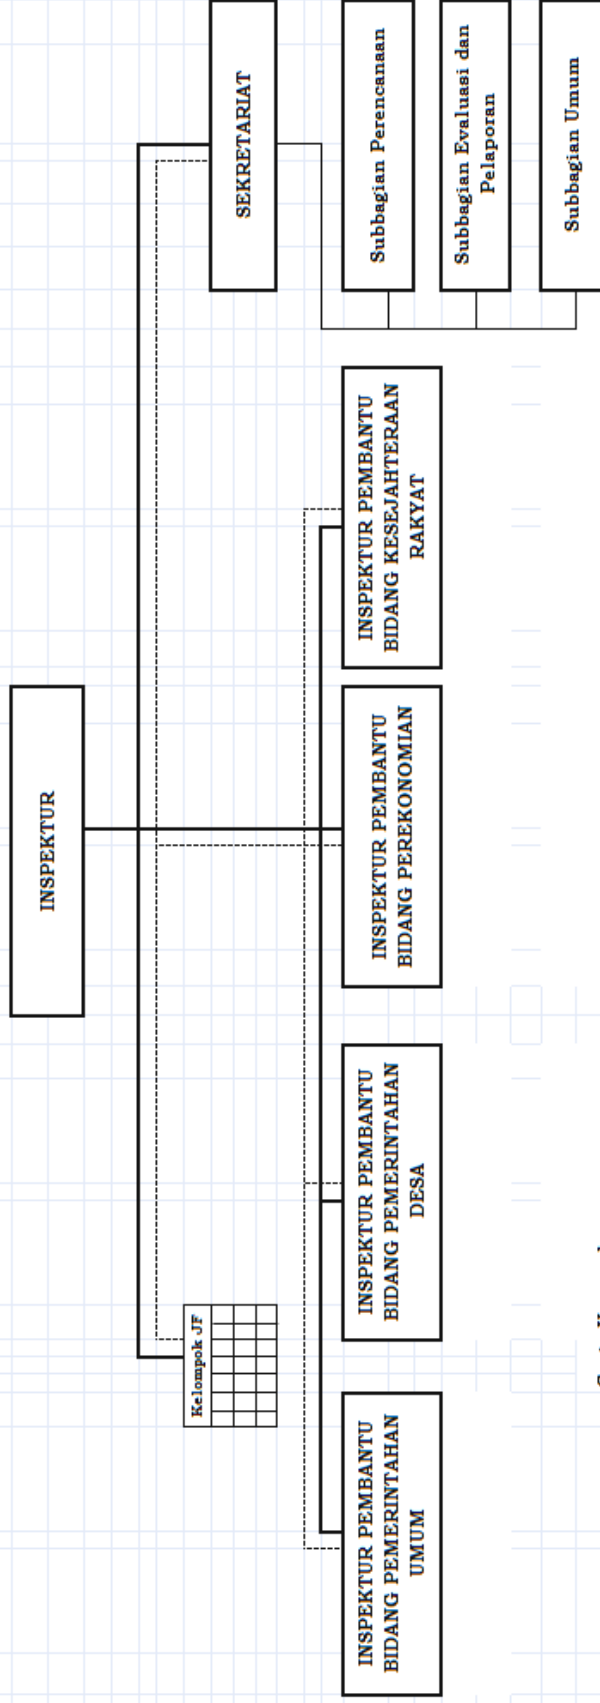 INSPEKTUR
Kelompok JF
SEKRETARIAT
Subbagian Perencanaan
Subbagian Evaluasi dan
Pelaporan
Subbagian Umum
INSPEKTUR PEMBANTU
BIDANG PEMERINTAHAN
UMUM
INSPEKTUR PEMBANTU
BIDANG PEMERINTAHAN
DESA
INSPEKTUR PEMBANTU
BIDANG PEREKONOMIAN
INSPEKTUR PEMBANTU
BIDANG KESEJAHTERAAN
RAKYAT